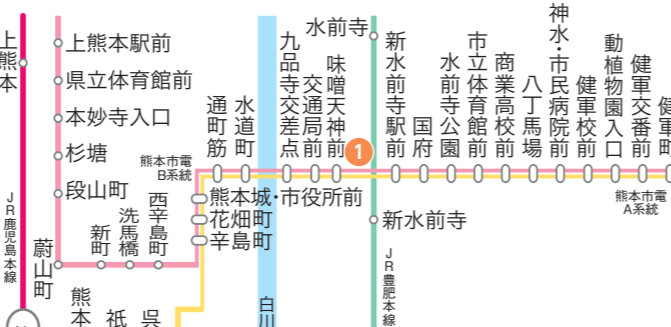 上熊本
JR鹿児島本線
上熊本駅前
県立体育館前
本妙寺入口
杉塘
段山町
蔚山町
新町
洗馬橋
西辛島町
熊本市電
B系統
通町筋
水道町
九品寺交差点
交通局前
味噌天神前
水前寺
1
新水前寺駅前
国府
水前寺公園
市立体育館前
商業高校前
八丁馬場
神水・市民病院前
健軍校前
動植物園入口
健軍交番前
健軍町
熊本城・市役所前
花畑町
辛島町
新水前寺
JR豊肥本線
熊本市電
A系統
白川
熊本
祇
呉